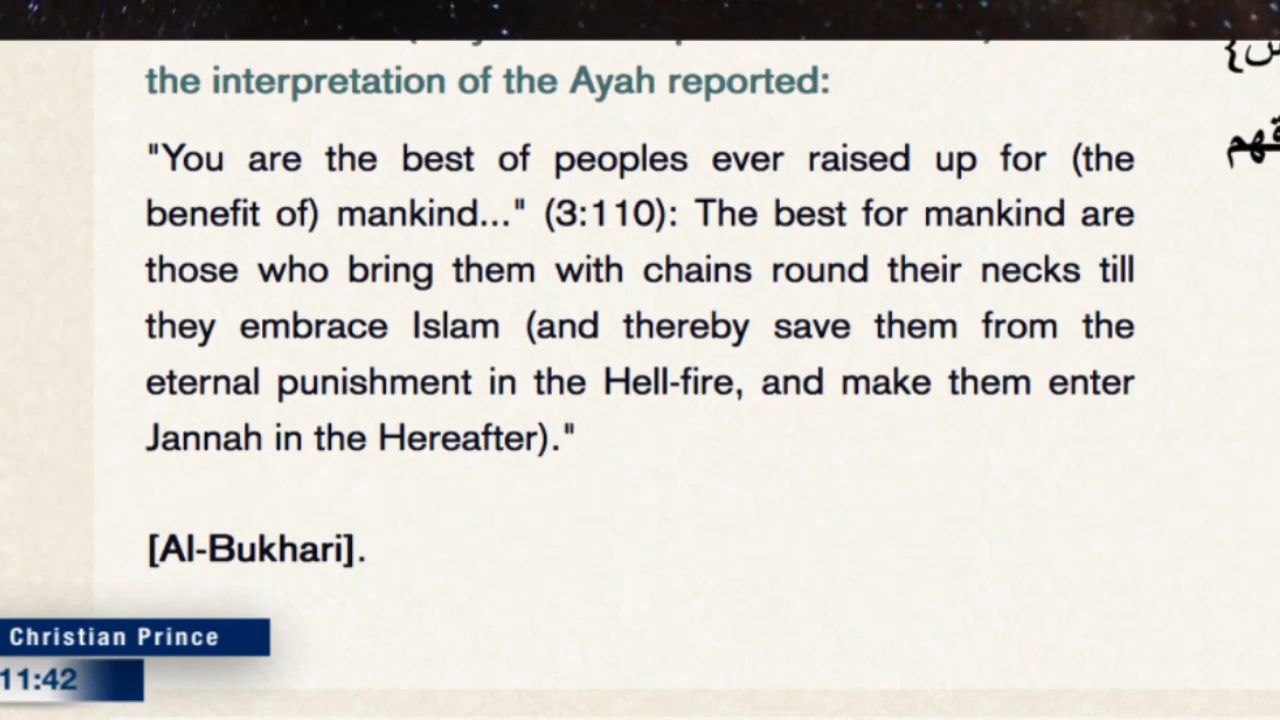 the interpretation of the Ayah reported:
"You are the best of peoples ever raised up for (the
benefit of) mankind..." (3:110): The best for mankind are
those who bring them with chains round their necks till
they embrace Islam (and thereby save them from the
eternal punishment in the Hell-fire, and make them enter
Jannah in the Hereafter)."
[Al-Bukhari].
Christian Prince
11:42